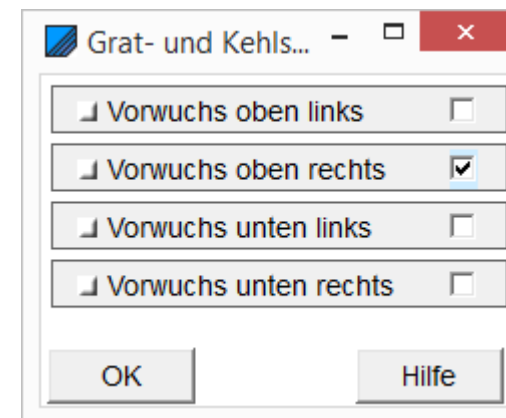 Grat- und Kehls...
Vorwuchs oben links
Vorwuchs oben rechts
Vorwuchs unten links
Vorwuchs unten rechts
OK
Hilfe